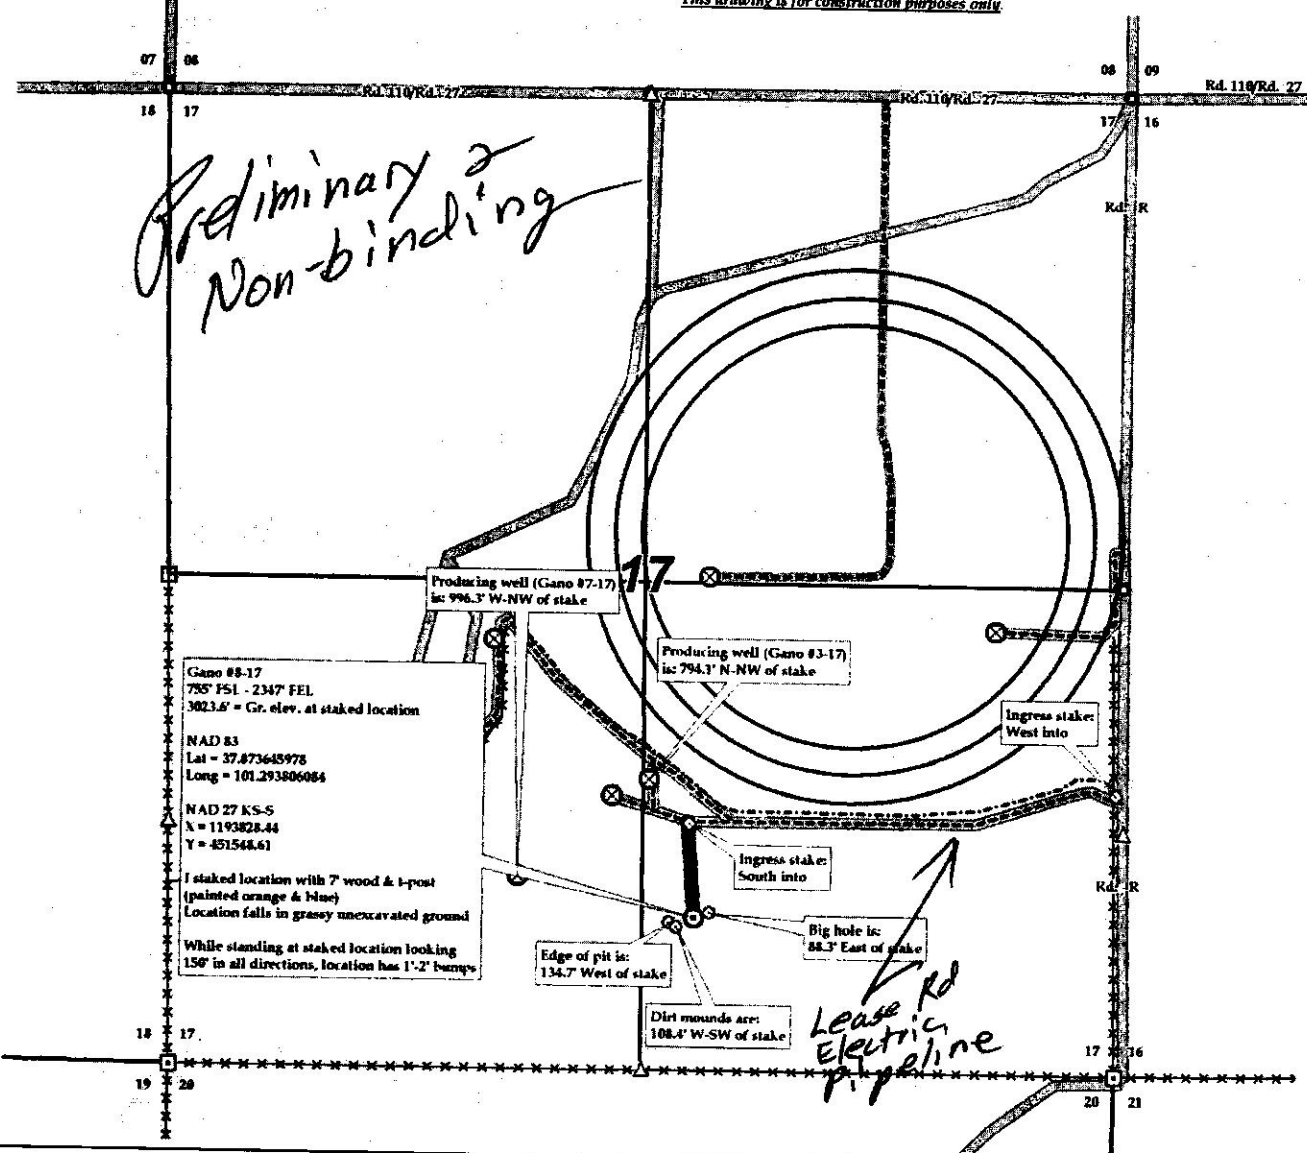 This drawing is for construction purposes only.
07 08
08 09
Rd. 110/Rd. 27
Rd. 110/Rd. 27
Rd. 110/Rd. 27
18 17
17 16
Preliminary &
Non-binding
Rd. R
17
Producing well (Gano #7-17)
is: 996.3' W-NW of stake
Producing well (Gano #3-17)
is: 794.1' N-NW of stake
Gano #8-17
755' FSL - 2347' FEL
3023.6' = Gr. elev. at staked location
NAD 83
Lat = 37.873645978
Long = 101.293806084
NAD 27 KS-S
X = 1193828.44
Y = 451548.61
I staked location with 7' wood & t-post
(painted orange & blue)
Location falls in grassy unexcavated ground
While standing at staked location looking
150' in all directions, location has 1'-2' bumps
Ingress stake:
West into
Ingress stake:
South into
Rd. R
Big hole is:
88.3' East of stake
Edge of pit is:
134.7' West of stake
Dirt mounds are:
108.4' W-SW of stake
Lease Rd
Electric,
pipeline
18 17
17 16
19 20
20 21